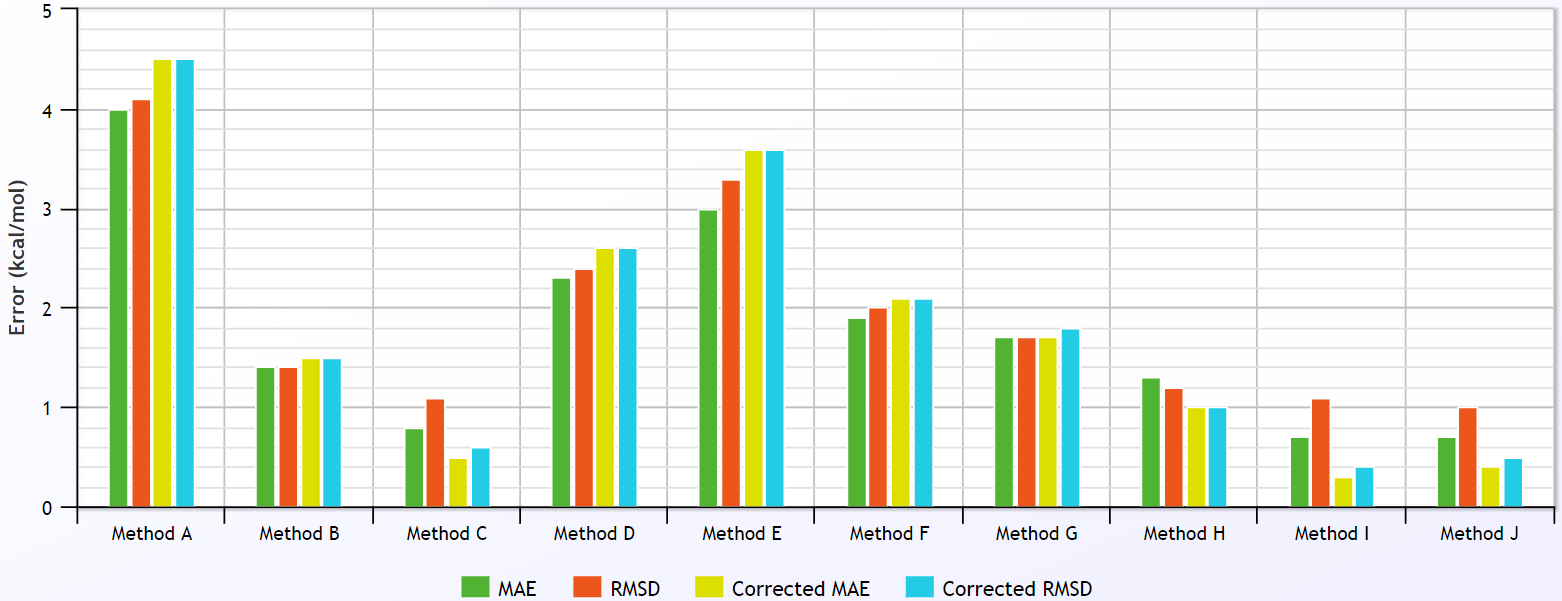 5
4
3
2
1
0
Error (kcal/mol)
Method A Method B Method C Method D Method E Method F Method G Method H Method I Method J
MAE RMSD Corrected MAE Corrected RMSD